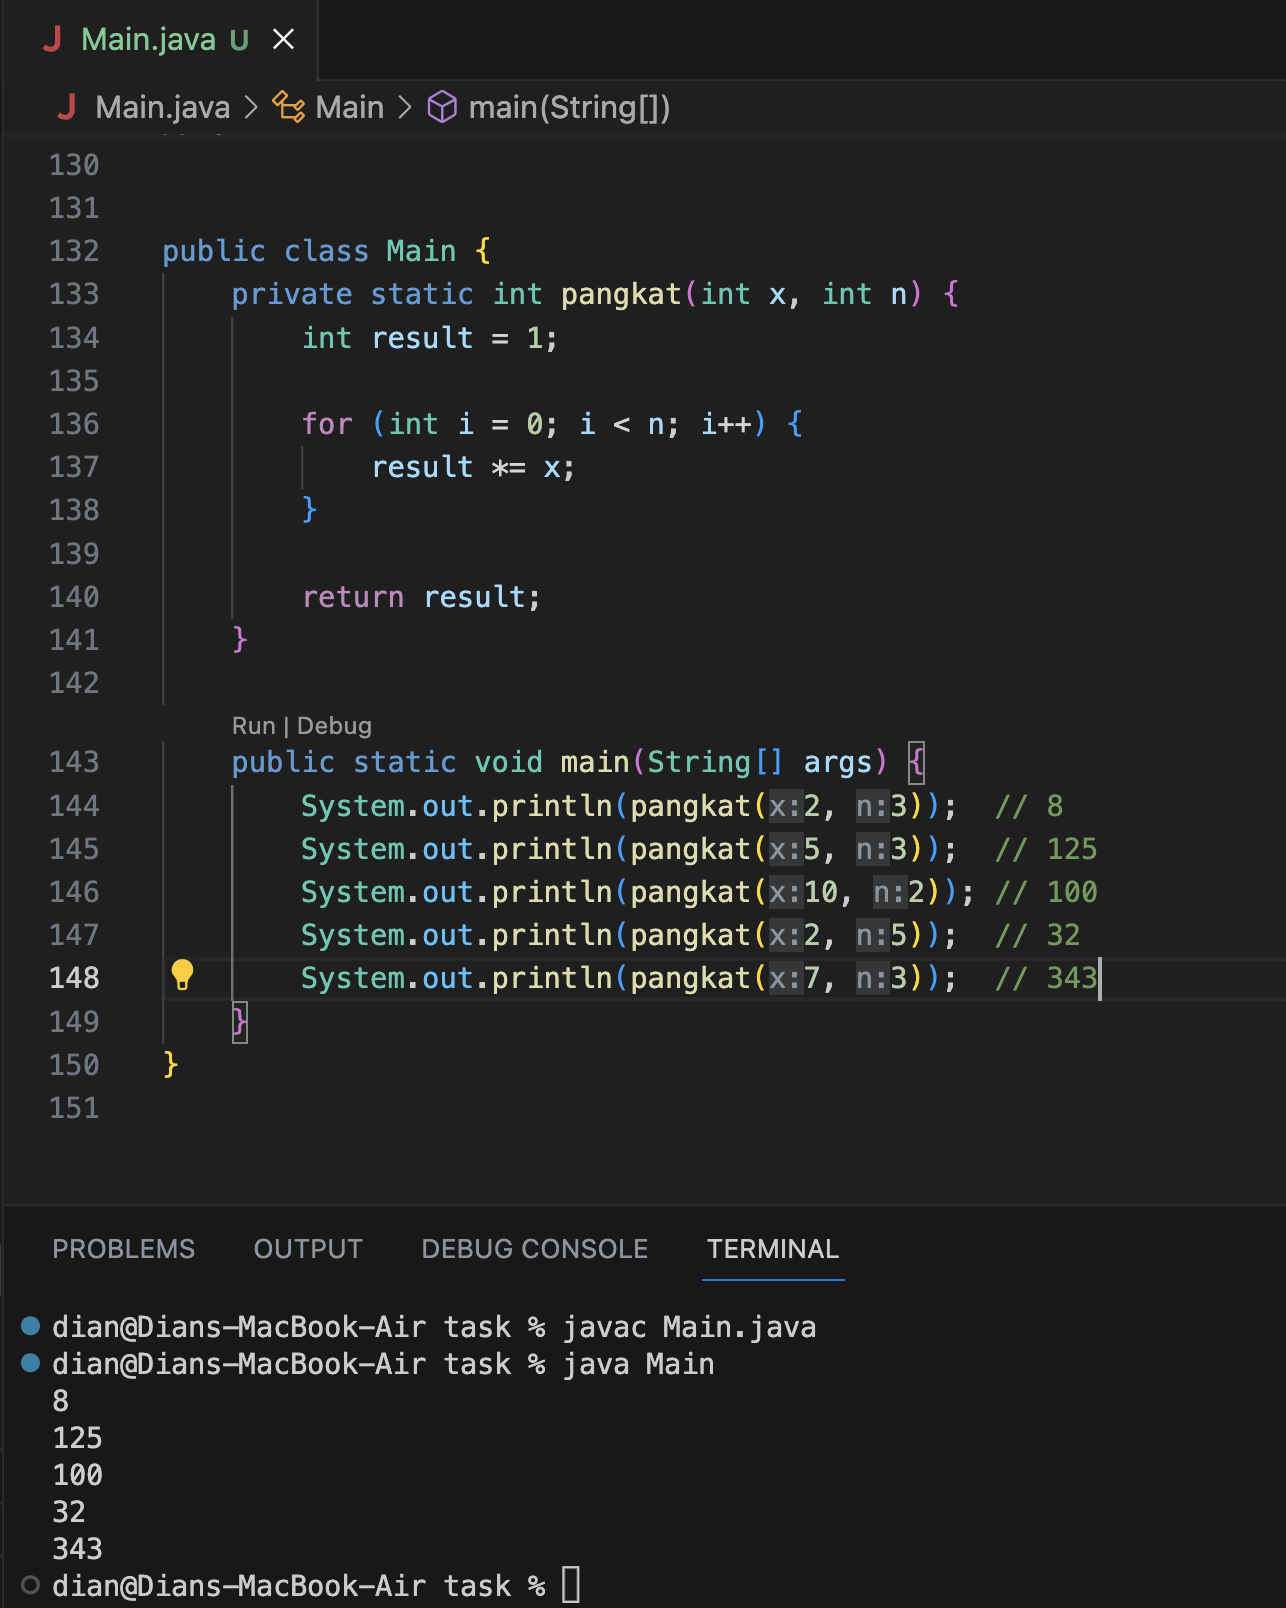 Main.java U
Main.java > Main > main(String[])
130
131
132 public class Main {
133 private static int pangkat(int x, int n) {
134 int result = 1;
135
136 for (int i = 0; i < n; i++) {
137 result *= x;
138 }
139
140 return result;
141 }
142
Run | Debug
143 public static void main(String[] args) {
144 System.out.println(pangkat(x:2, n:3)); // 8
145 System.out.println(pangkat(x:5, n:3)); // 125
146 System.out.println(pangkat(x:10, n:2)); // 100
147 System.out.println(pangkat(x:2, n:5)); // 32
148 System.out.println(pangkat(x:7, n:3)); // 343
149 }
150 }
151
PROBLEMS OUTPUT DEBUG CONSOLE TERMINAL
dian@Dians-MacBook-Air task % javac Main.java
dian@Dians-MacBook-Air task % java Main
8
125
100
32
343
dian@Dians-MacBook-Air task %